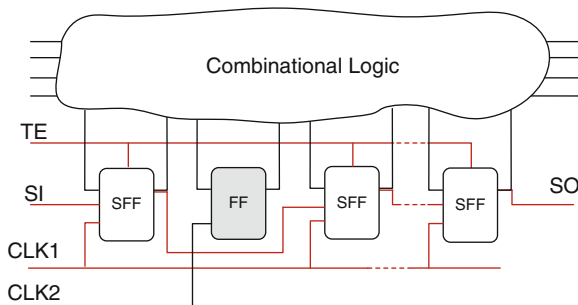 Combinational Logic
TE
SI
SFF
FF
SFF
SFF
SO
CLK1
CLK2